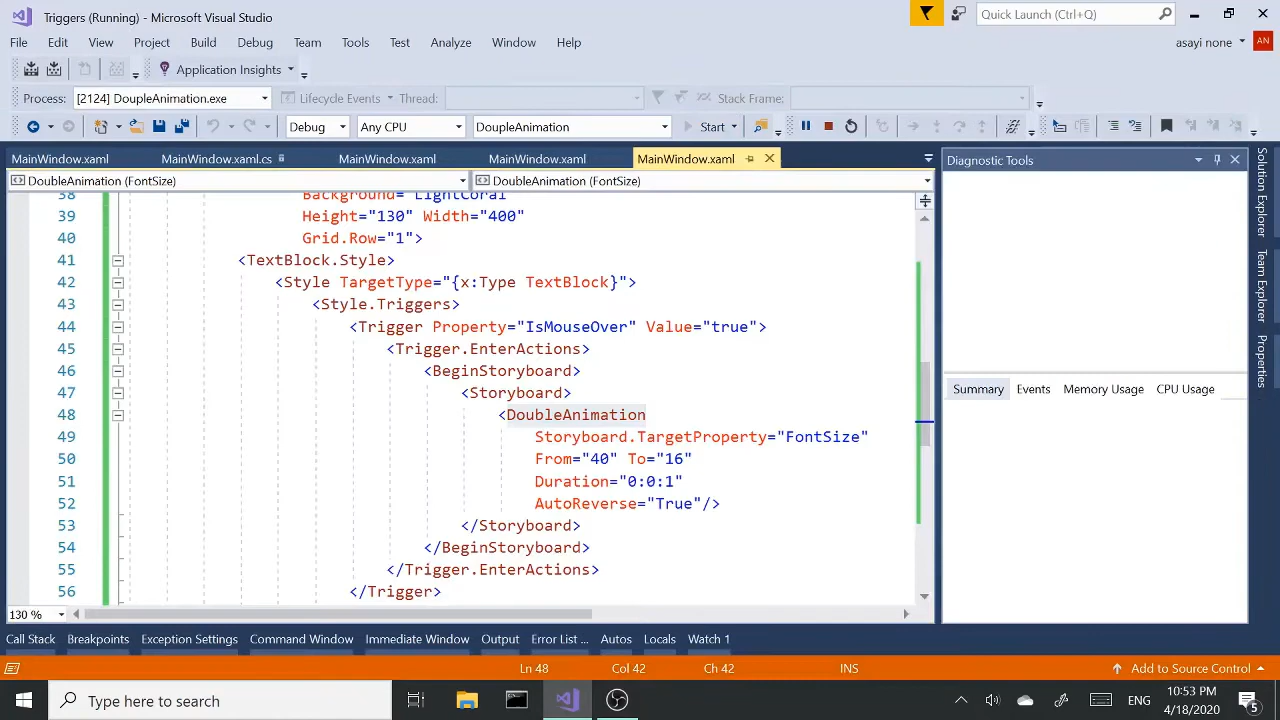 Triggers (Running) - Microsoft Visual Studio
Quick Launch (Ctrl+Q)
File Edit View Project Build Debug Team Tools Test Analyze Window Help
asayi none AN
Application Insights
Process: [2124] DoupleAnimation.exe Lifecycle Events Thread: Stack Frame:
Debug Any CPU DoupleAnimation Start
MainWindow.xaml MainWindow.xaml.cs MainWindow.xaml MainWindow.xaml MainWindow.xaml
DoubleAnimation (FontSize) DoubleAnimation (FontSize)
38 Background="LightCoral"
39 Height="130" Width="400"
40 Grid.Row="1">
41 <TextBlock.Style>
42 <Style TargetType="{x:Type TextBlock}">
43 <Style.Triggers>
44 <Trigger Property="IsMouseOver" Value="true">
45 <Trigger.EnterActions>
46 <BeginStoryboard>
47 <Storyboard>
48 <DoubleAnimation
49 Storyboard.TargetProperty="FontSize"
50 From="40" To="16"
51 Duration="0:0:1"
52 AutoReverse="True"/>
53 </Storyboard>
54 </BeginStoryboard>
55 </Trigger.EnterActions>
56 </Trigger>
130 %
Diagnostic Tools
Summary Events Memory Usage CPU Usage
Solution Explorer
Team Explorer
Properties
Call Stack Breakpoints Exception Settings Command Window Immediate Window Output Error List ... Autos Locals Watch 1
Ln 48 Col 42 Ch 42 INS Add to Source Control
Type here to search
ENG
10:53 PM
4/18/2020
5